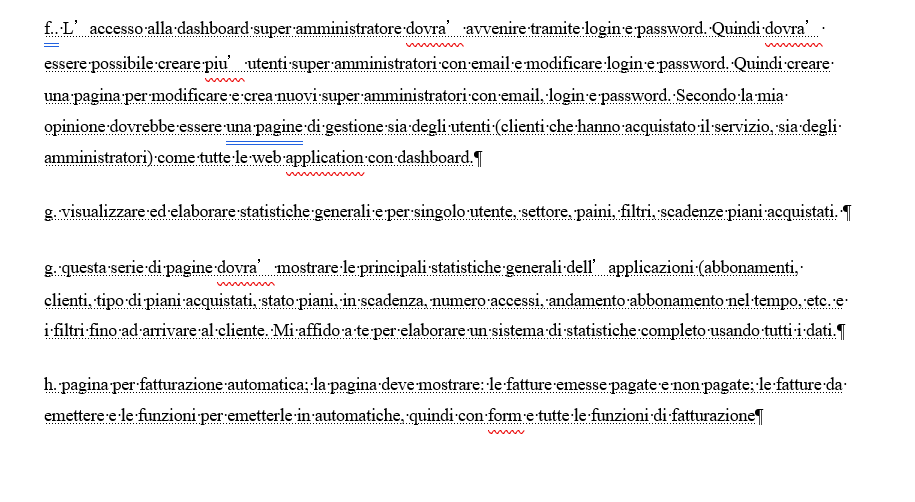 f.. L’ accesso alla dashboard super amministratore dovra’ avvenire tramite login e password. Quindi dovra’
essere possibile creare piu’ utenti super amministratori con email e modificare login e password. Quindi creare
una pagina per modificare e crea nuovi super amministratori con email, login e password. Secondo la mia
opinione dovrebbe essere una pagine di gestione sia degli utenti (clienti che hanno acquistato il servizio, sia degli
amministratori) come tutte le web application con dashboard.¶
g. visualizzare ed elaborare statistiche generali e per singolo utente, settore, paini, filtri, scadenze piani acquistati. ¶
g. questa serie di pagine dovra’ mostrare le principali statistiche generali dell’ applicazioni (abbonamenti,
clienti, tipo di piani acquistati, stato piani, in scadenza, numero accessi, andamento abbonamento nel tempo, etc. e
i filtri fino ad arrivare al cliente. Mi affido a te per elaborare un sistema di statistiche completo usando tutti i dati.¶
h. pagina per fatturazione automatica; la pagina deve mostrare: le fatture emesse pagate e non pagate; le fatture da
emettere e le funzioni per emetterle in automatiche, quindi con form e tutte le funzioni di fatturazione¶